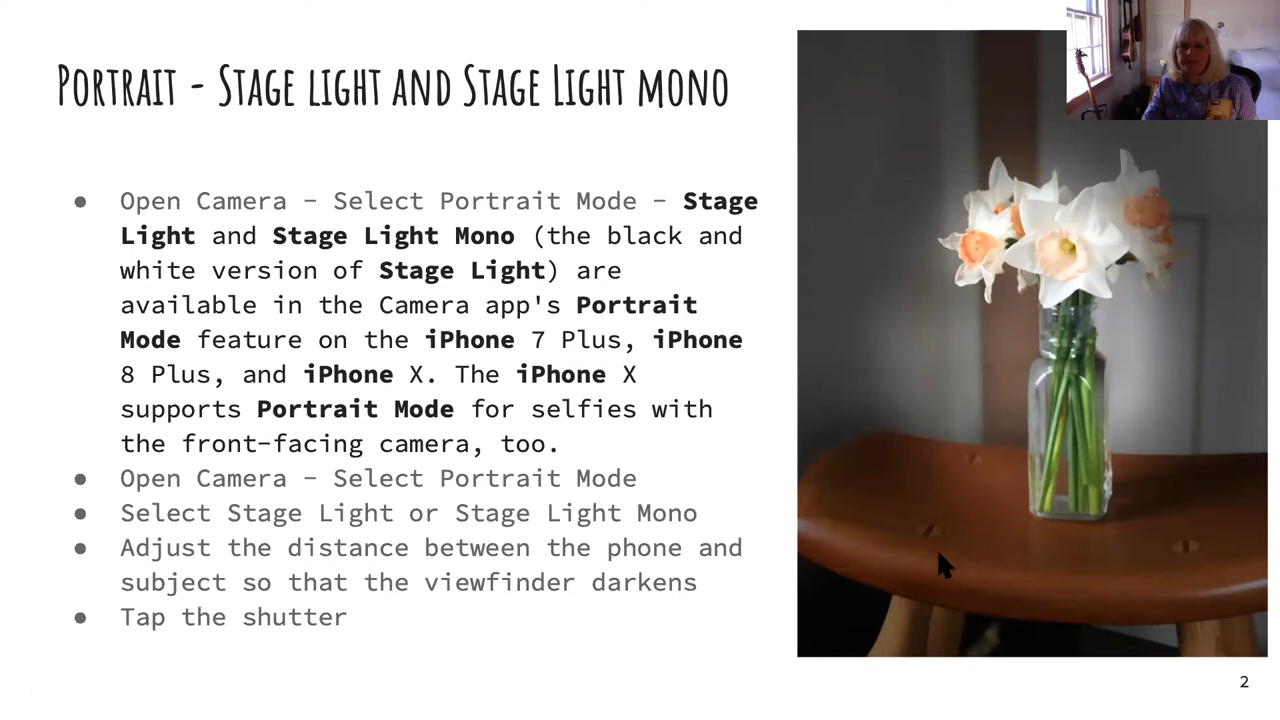 Portrait - Stage light and Stage Light mono
● Open Camera – Select Portrait Mode – Stage
Light and Stage Light Mono (the black and
white version of Stage Light) are
available in the Camera app's Portrait
Mode feature on the iPhone 7 Plus, iPhone
8 Plus, and iPhone X. The iPhone X
supports Portrait Mode for selfies with
the front-facing camera, too.
● Open Camera – Select Portrait Mode
● Select Stage Light or Stage Light Mono
● Adjust the distance between the phone and
subject so that the viewfinder darkens
● Tap the shutter
2